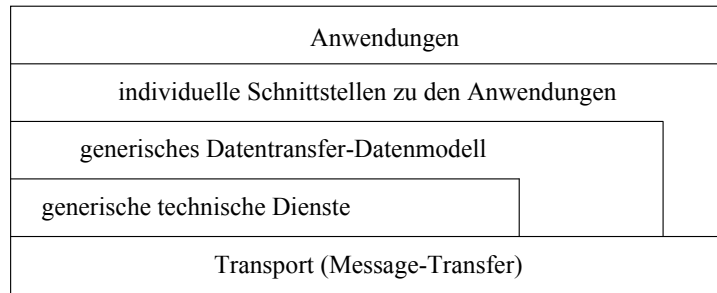 Anwendungen
individuelle Schnittstellen zu den Anwendungen
generisches Datentransfer-Datenmodell
generische technische Dienste
Transport (Message-Transfer)